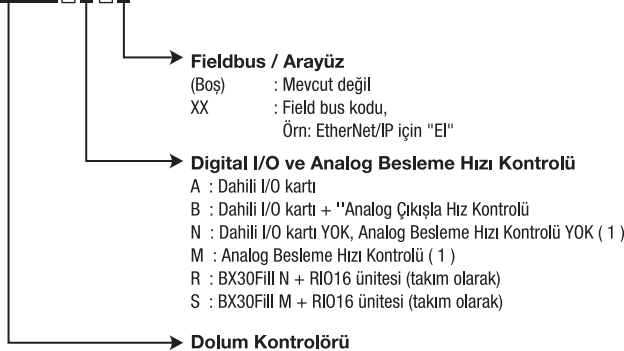 Fieldbus / Arayüz
(Boş) : Mevcut değil
XX : Field bus kodu,
Örn: EtherNet/IP için "EI"
Digital I/O ve Analog Besleme Hızı Kontrolü
A : Dahili I/O kartı
B : Dahili I/O kartı + ''Analog Çıkışla Hız Kontrolü
N : Dahili I/O kartı YOK, Analog Besleme Hızı Kontrolü YOK ( 1 )
M : Analog Besleme Hızı Kontrolü ( 1 )
R : BX30Fill N + RIO16 ünitesi (takım olarak)
S : BX30Fill M + RIO16 ünitesi (takım olarak)
Dolum Kontrolörü